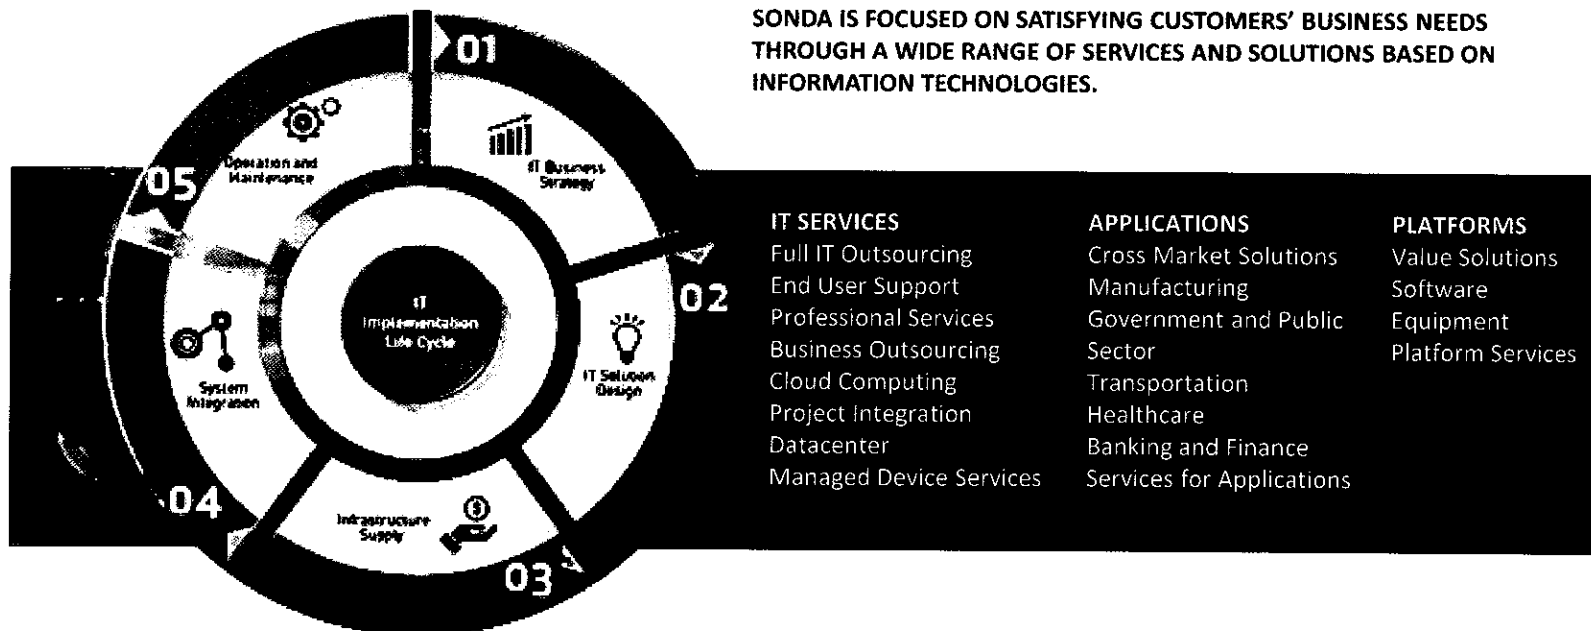 SONDA IS FOCUSED ON SATISFYING CUSTOMERS’ BUSINESS NEEDS
THROUGH A WIDE RANGE OF SERVICES AND SOLUTIONS BASED ON
INFORMATION TECHNOLOGIES.
01
IT Business
Strategy
02
IT Solution
Design
03
Infrastructure
Supply
04
System
Integration
05
Operation and
Maintenance
IT
Implementation
Life Cycle
IT SERVICES
Full IT Outsourcing
End User Support
Professional Services
Business Outsourcing
Cloud Computing
Project Integration
Datacenter
Managed Device Services
APPLICATIONS
Cross Market Solutions
Manufacturing
Government and Public
Sector
Transportation
Healthcare
Banking and Finance
Services for Applications
PLATFORMS
Value Solutions
Software
Equipment
Platform Services